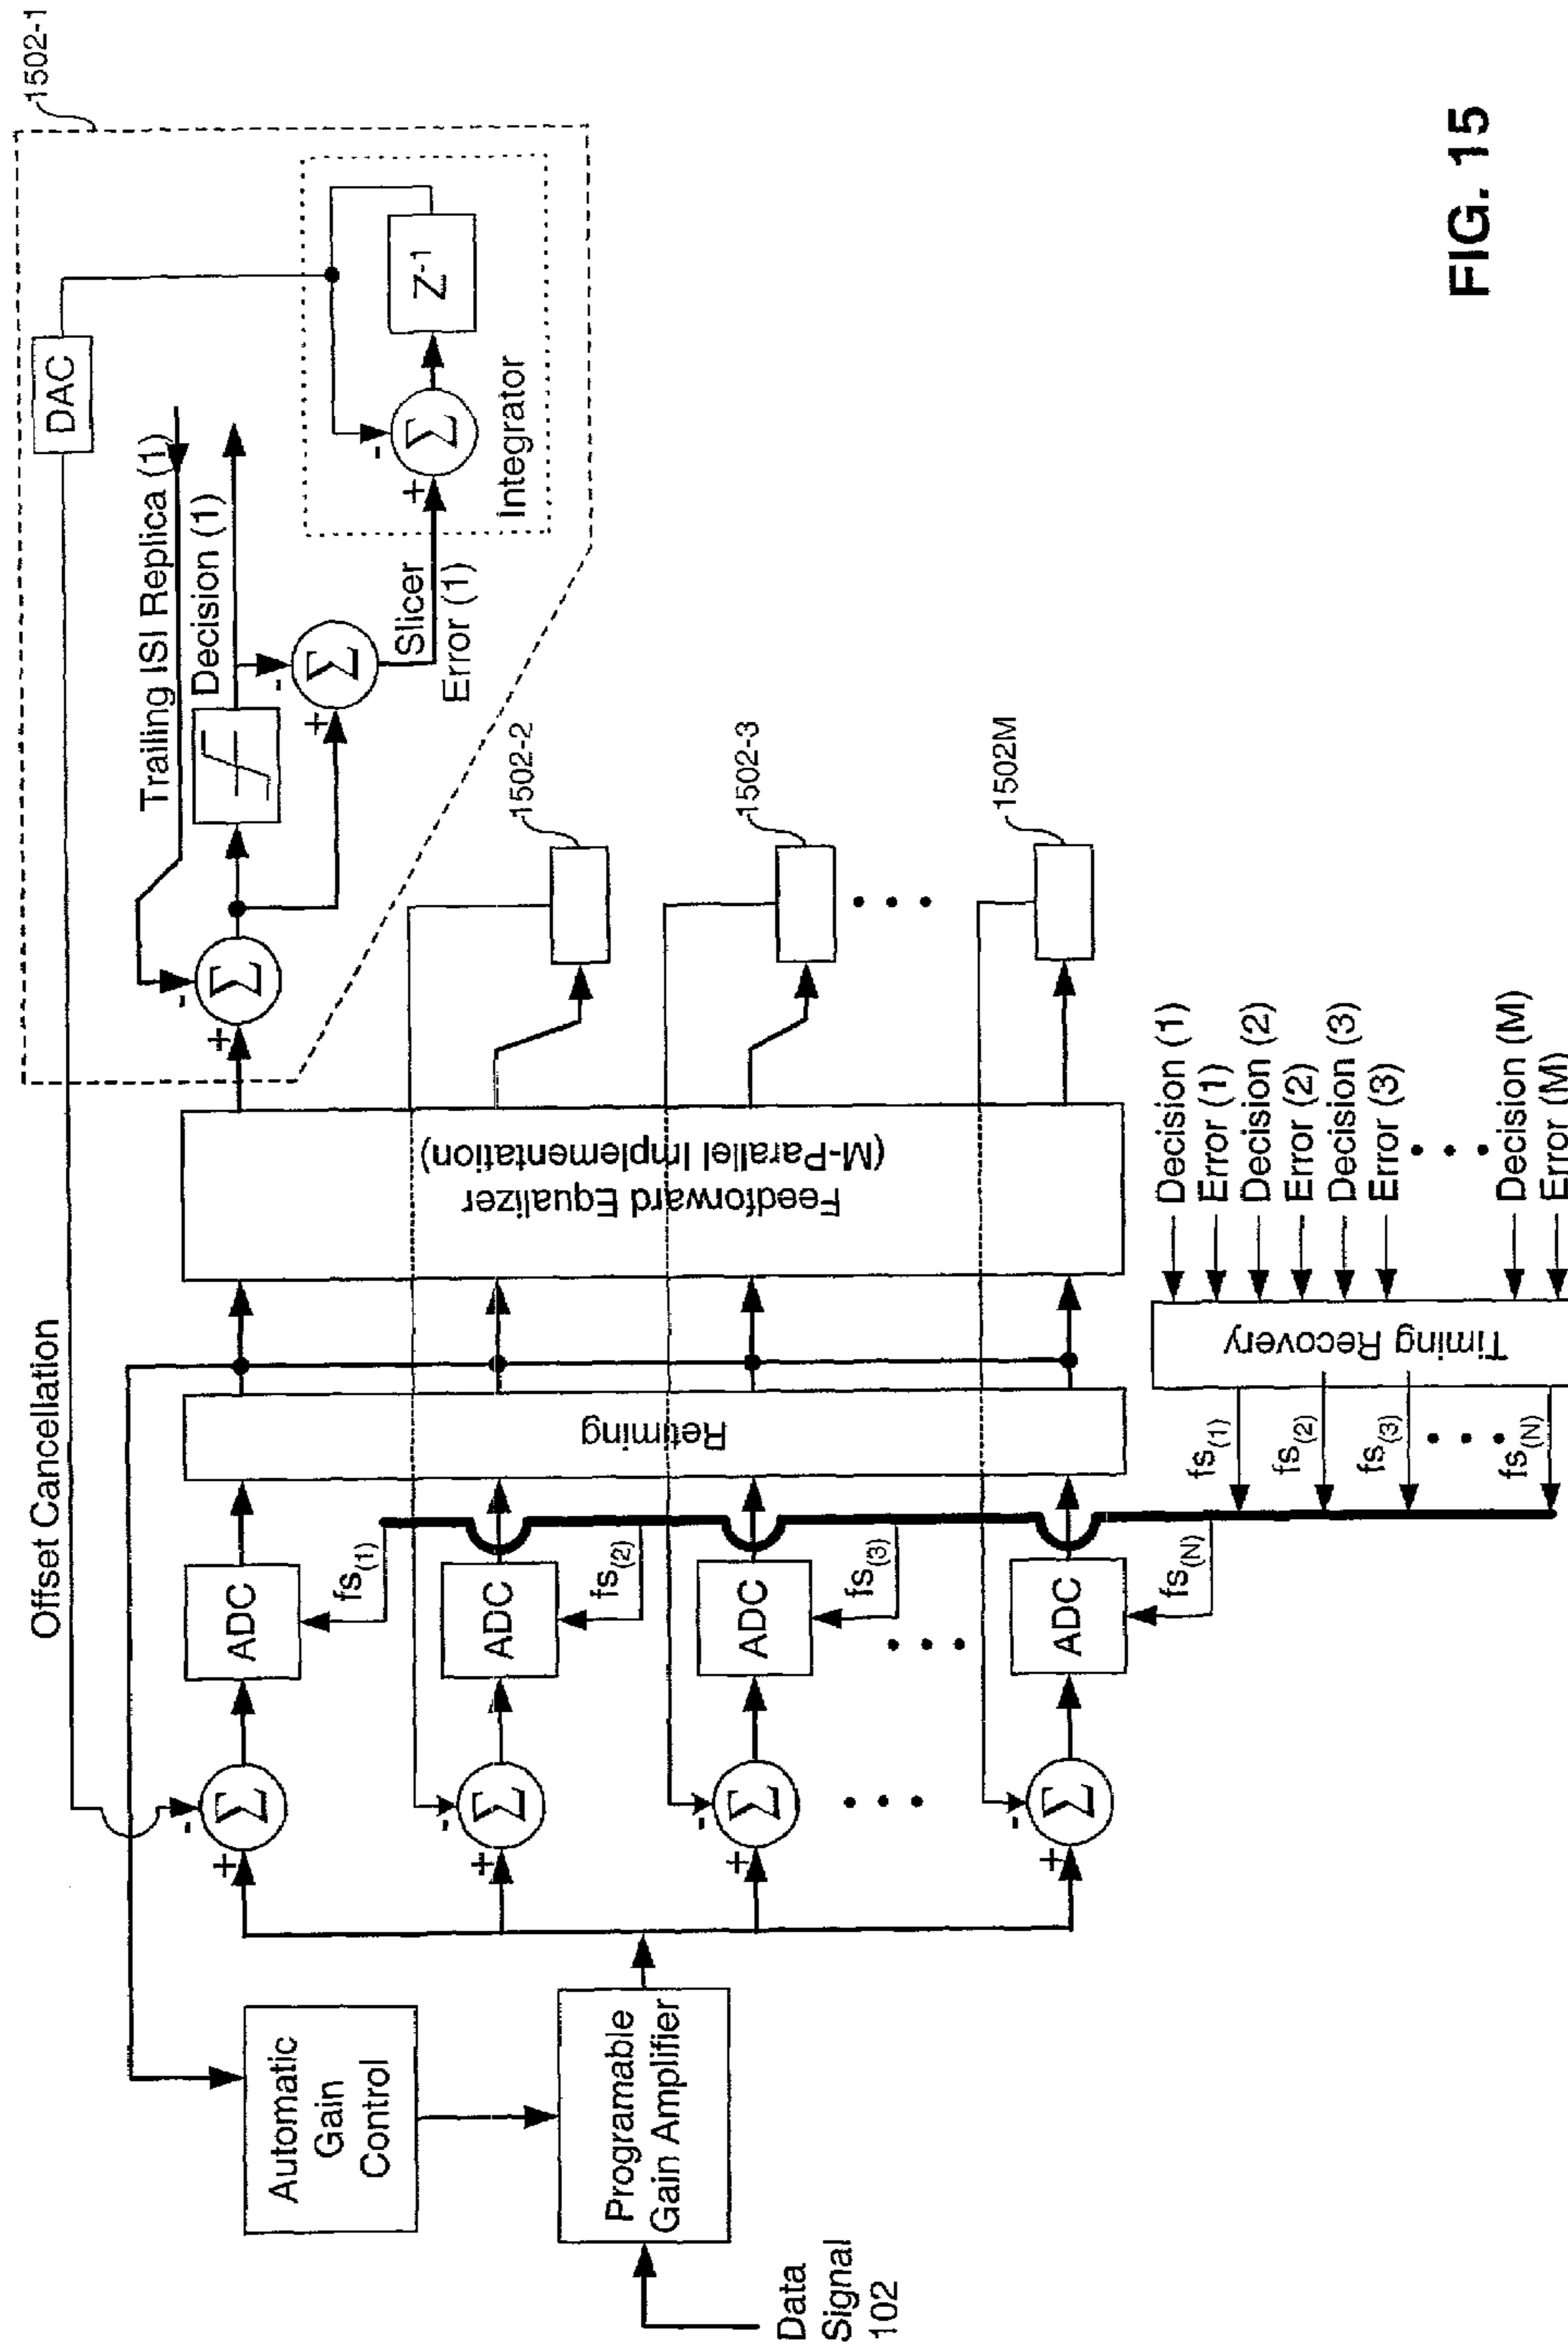 1502-1
Offset Cancellation
DAC
Trailing ISI Replica (1)
Decision (1)
-
+
Σ
-
+
Σ
Slicer
Error (1)
-
+
Σ
Z-1
Integrator
1502-2
1502-3
• • •
1502M
Automatic
Gain
Control
Programable
Gain Amplifier
Data
Signal
102
-
+
Σ
ADC
fs(1)
-
+
Σ
ADC
fs(2)
-
+
Σ
ADC
fs(3)
• • •
• • •
-
+
Σ
ADC
fs(N)
Retiming
Feedforward Equalizer
(M-Parallel Implementation)
Timing Recovery
fs(1)
fs(2)
fs(3)
• • •
fs(N)
Decision (1)
Error (1)
Decision (2)
Error (2)
Decision (3)
Error (3)
• • •
Decision (M)
Error (M)
FIG. 15